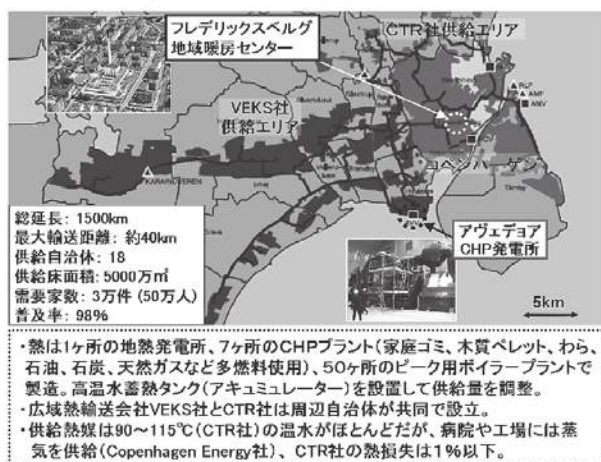 フレデリックスベルグ
地域暖房センター
CTR社供給エリア
VEKS社
供給エリア
コペンハーゲン
KARA/NOVEREN
総延長: 1500km
最大輸送距離: 約40km
供給自治体: 18
供給床面積: 5000万㎡
需要家数: 3万件 (50万人)
普及率: 98%
アヴェデョア
CHP発電所
5km
・熱は1ヶ所の地熱発電所、7ヶ所のCHPプラント(家庭ゴミ、木質ペレット、わら、
石油、石炭、天然ガスなど多燃料使用)、50ヶ所のピーク用ボイラープラントで
製造。高温水蓄熱タンク(アキュミュレーター)を設置して供給量を調整。
・広域熱輸送会社VEKS社とCTR社は周辺自治体が共同で設立。
・供給熱媒は90〜115℃(CTR社)の温水がほとんどだが、病院や工場には蒸
気を供給(Copenhagen Energy社)、CTR社の熱損失は1%以下。